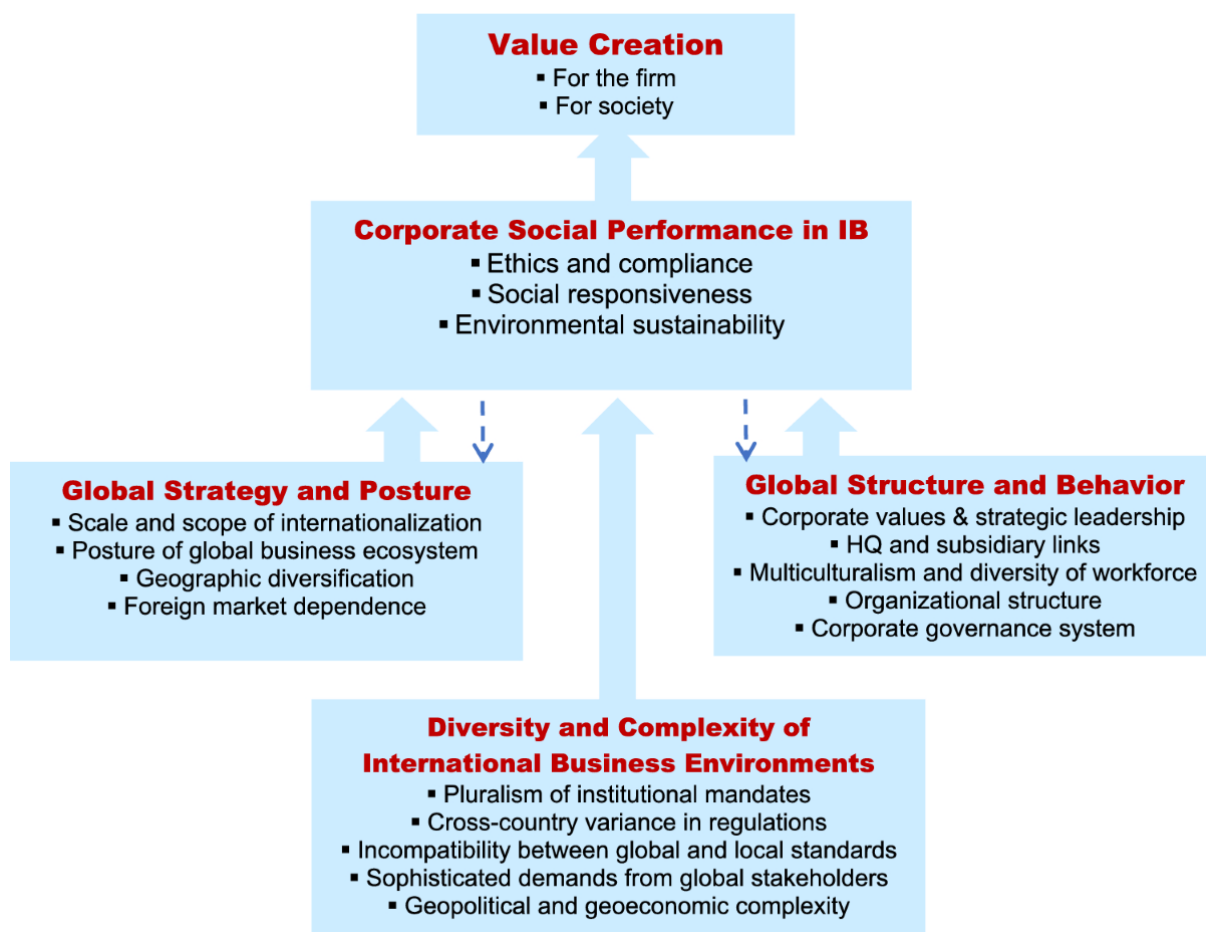 Value Creation
▪ For the firm
▪ For society
Corporate Social Performance in IB
▪ Ethics and compliance
▪ Social responsiveness
▪ Environmental sustainability
Global Strategy and Posture
▪ Scale and scope of internationalization
▪ Posture of global business ecosystem
▪ Geographic diversification
▪ Foreign market dependence
Global Structure and Behavior
▪ Corporate values & strategic leadership
▪ HQ and subsidiary links
▪ Multiculturalism and diversity of workforce
▪ Organizational structure
▪ Corporate governance system
Diversity and Complexity of
International Business Environments
▪ Pluralism of institutional mandates
▪ Cross-country variance in regulations
▪ Incompatibility between global and local standards
▪ Sophisticated demands from global stakeholders
▪ Geopolitical and geoeconomic complexity